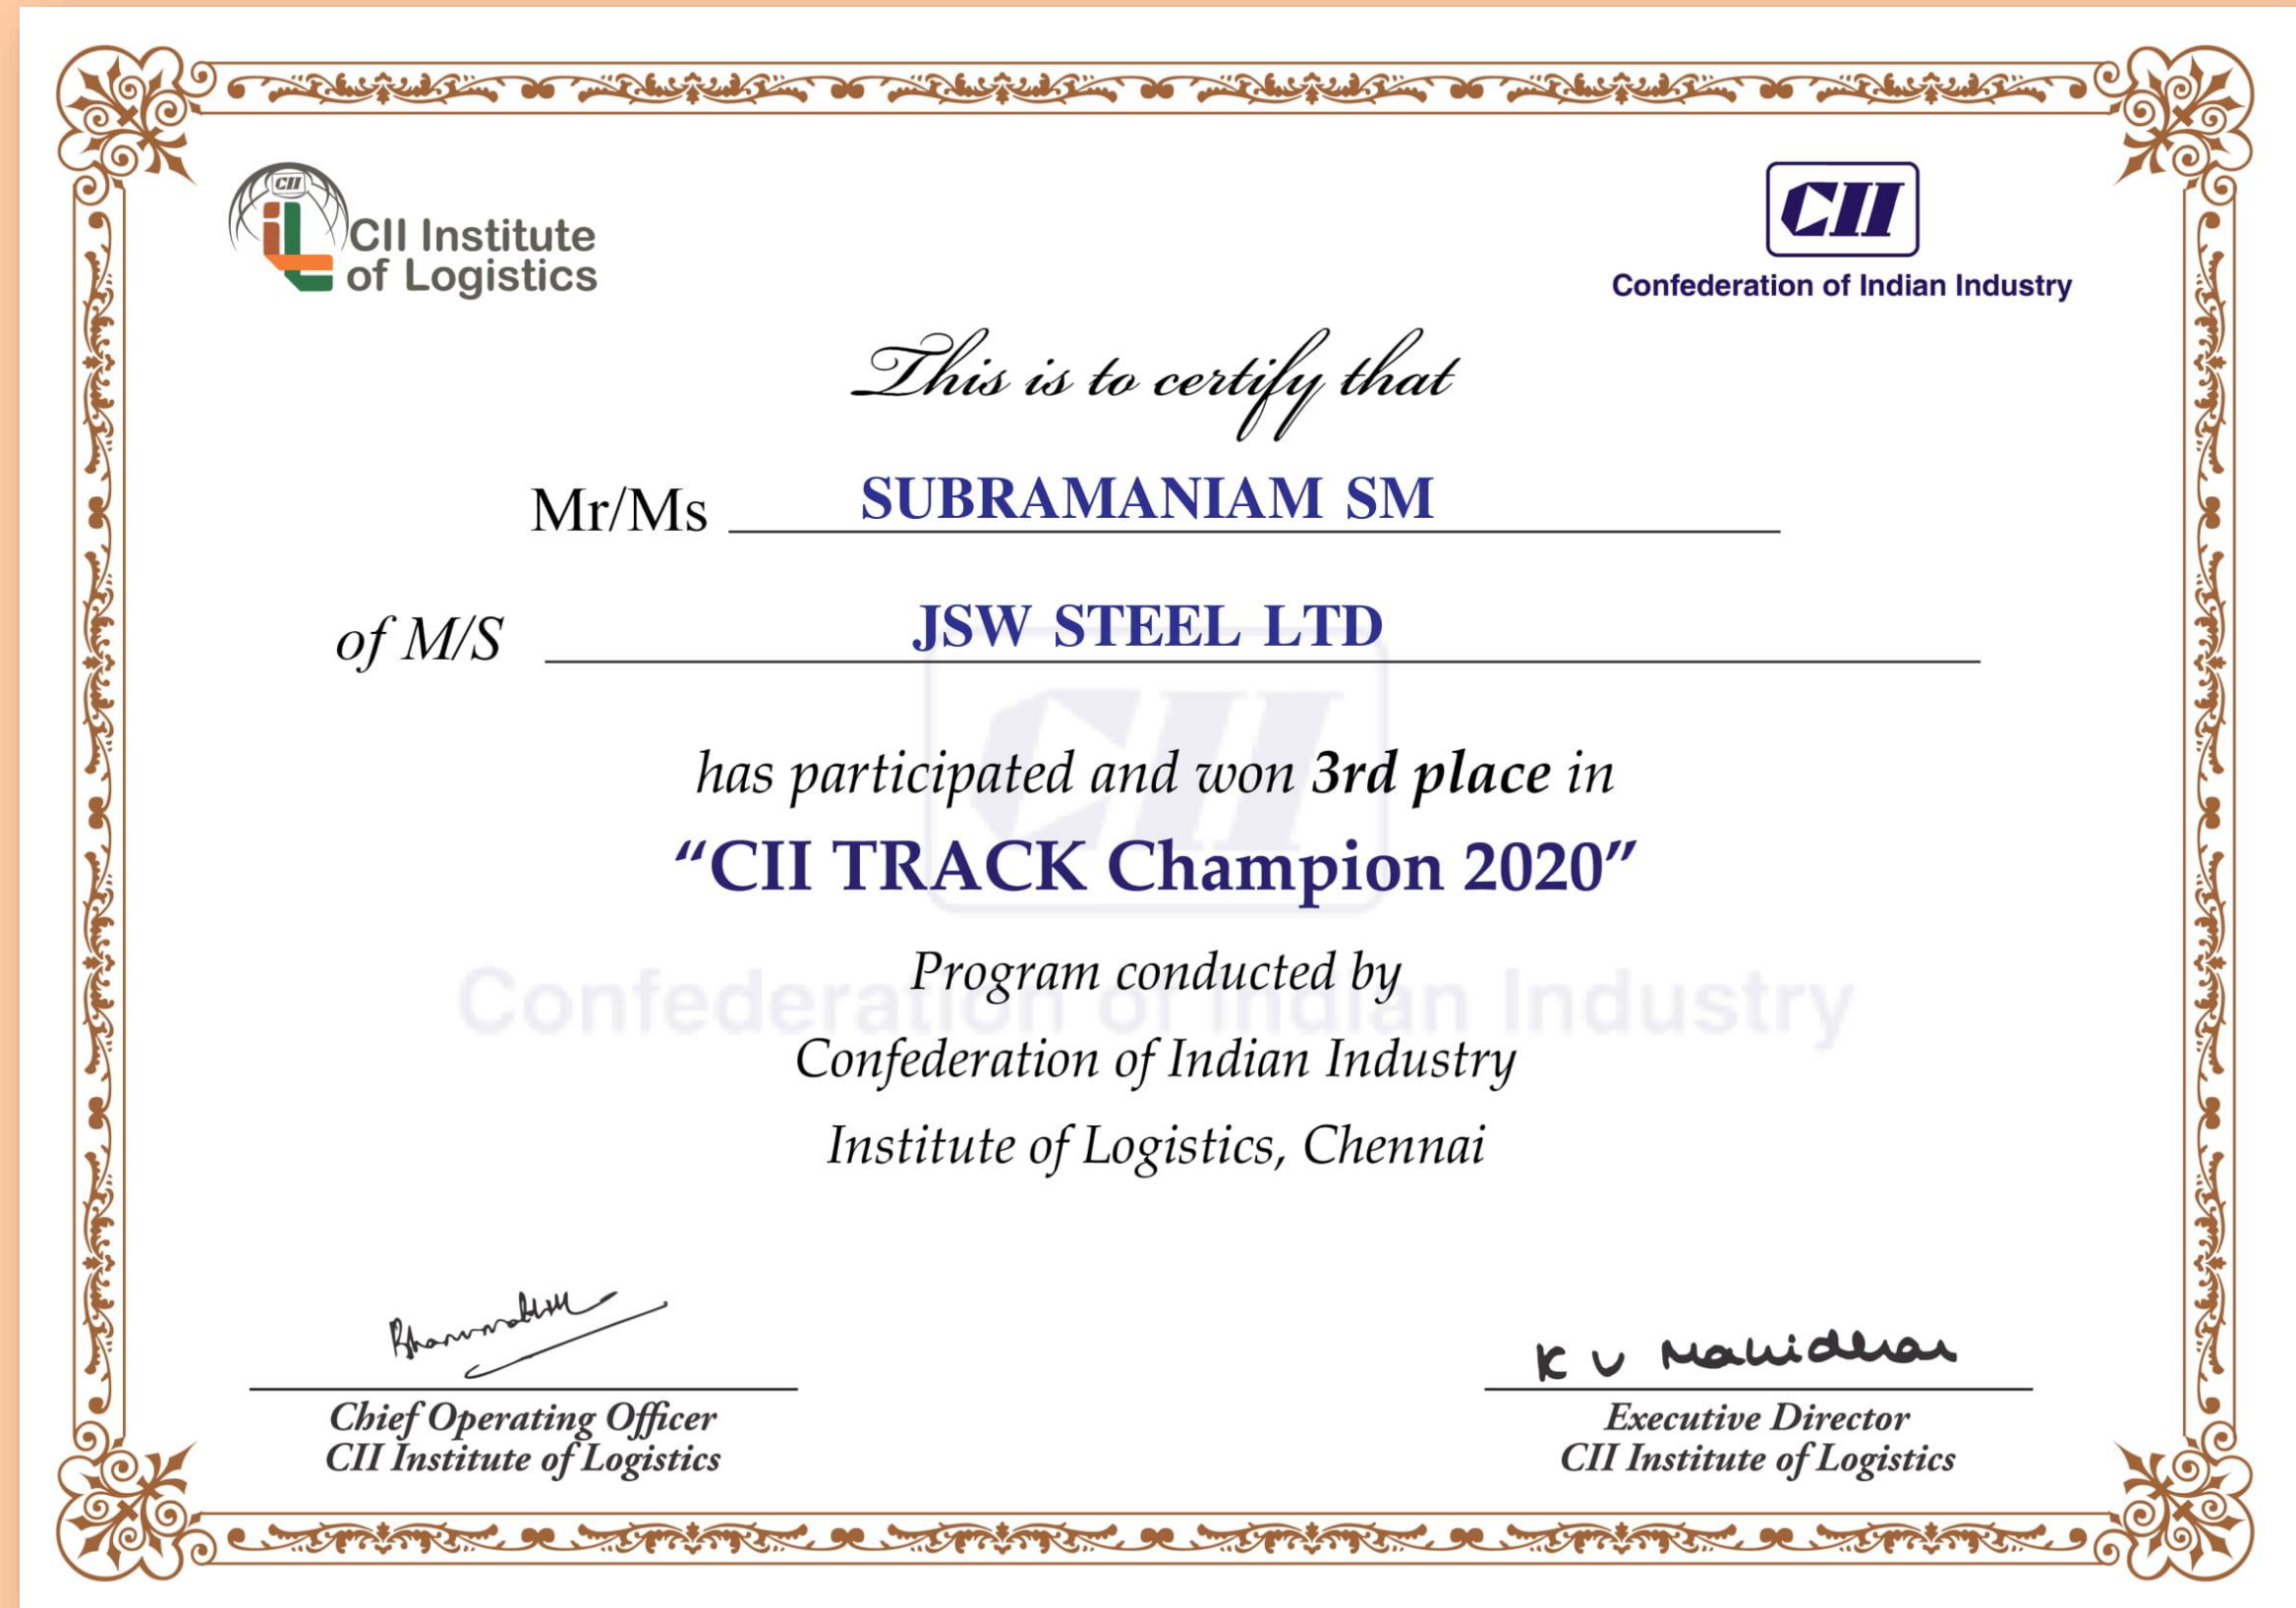 CII
CII Institute
of Logistics
CII
Confederation of Indian Industry
This is to certify that
Mr/Ms SUBRAMANIAM SM
of M/S JSW STEEL LTD
has participated and won 3rd place in
“CII TRACK Champion 2020”
Program conducted by
Confederation of Indian Industry
Institute of Logistics, Chennai
CII
Confederation of Indian Industry
K V Mahidhar
Chief Operating Officer
CII Institute of Logistics
Executive Director
CII Institute of Logistics